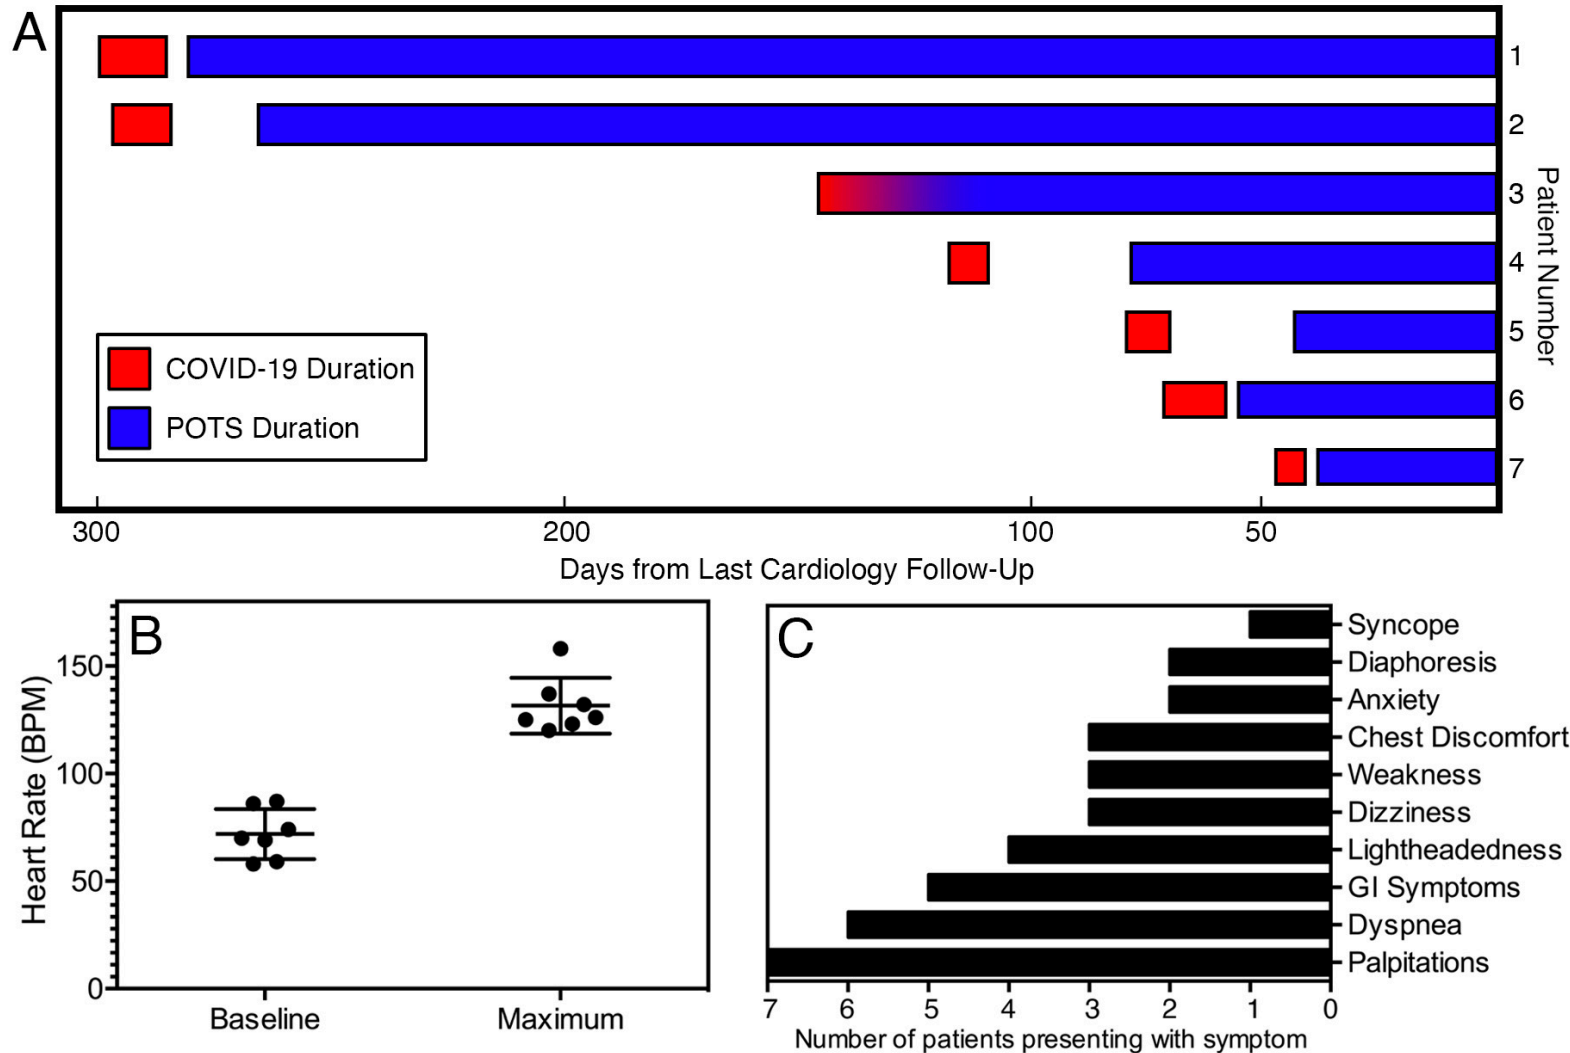 A
1
2
3
4
5
6
7
Patient Number
COVID-19 Duration
POTS Duration
300 200 100 50
Days from Last Cardiology Follow-Up
B
Heart Rate (BPM)
150
100
50
0
Baseline Maximum
C
Syncope
Diaphoresis
Anxiety
Chest Discomfort
Weakness
Dizziness
Lightheadedness
GI Symptoms
Dyspnea
Palpitations
7 6 5 4 3 2 1 0
Number of patients presenting with symptom